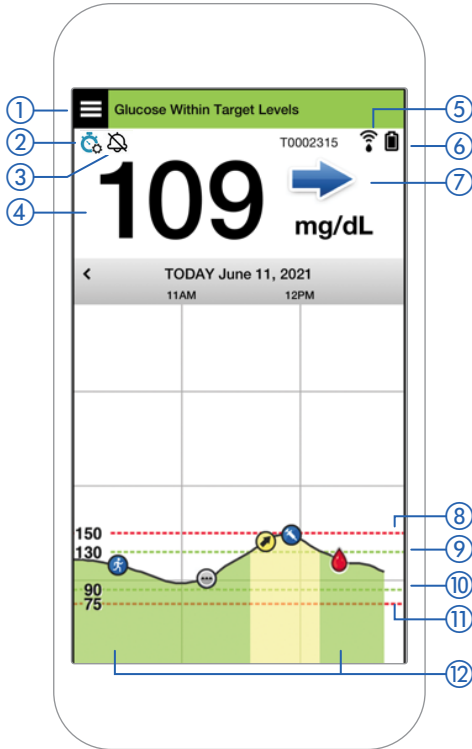 ① Glucose Within Target Levels ⑤
② T0002315 ⑥
③
④ 109 mg/dL ⑦
< TODAY June 11, 2021
11AM 12PM
150 ⑧
130 ⑨
90 ⑩
75 ⑪
⑫